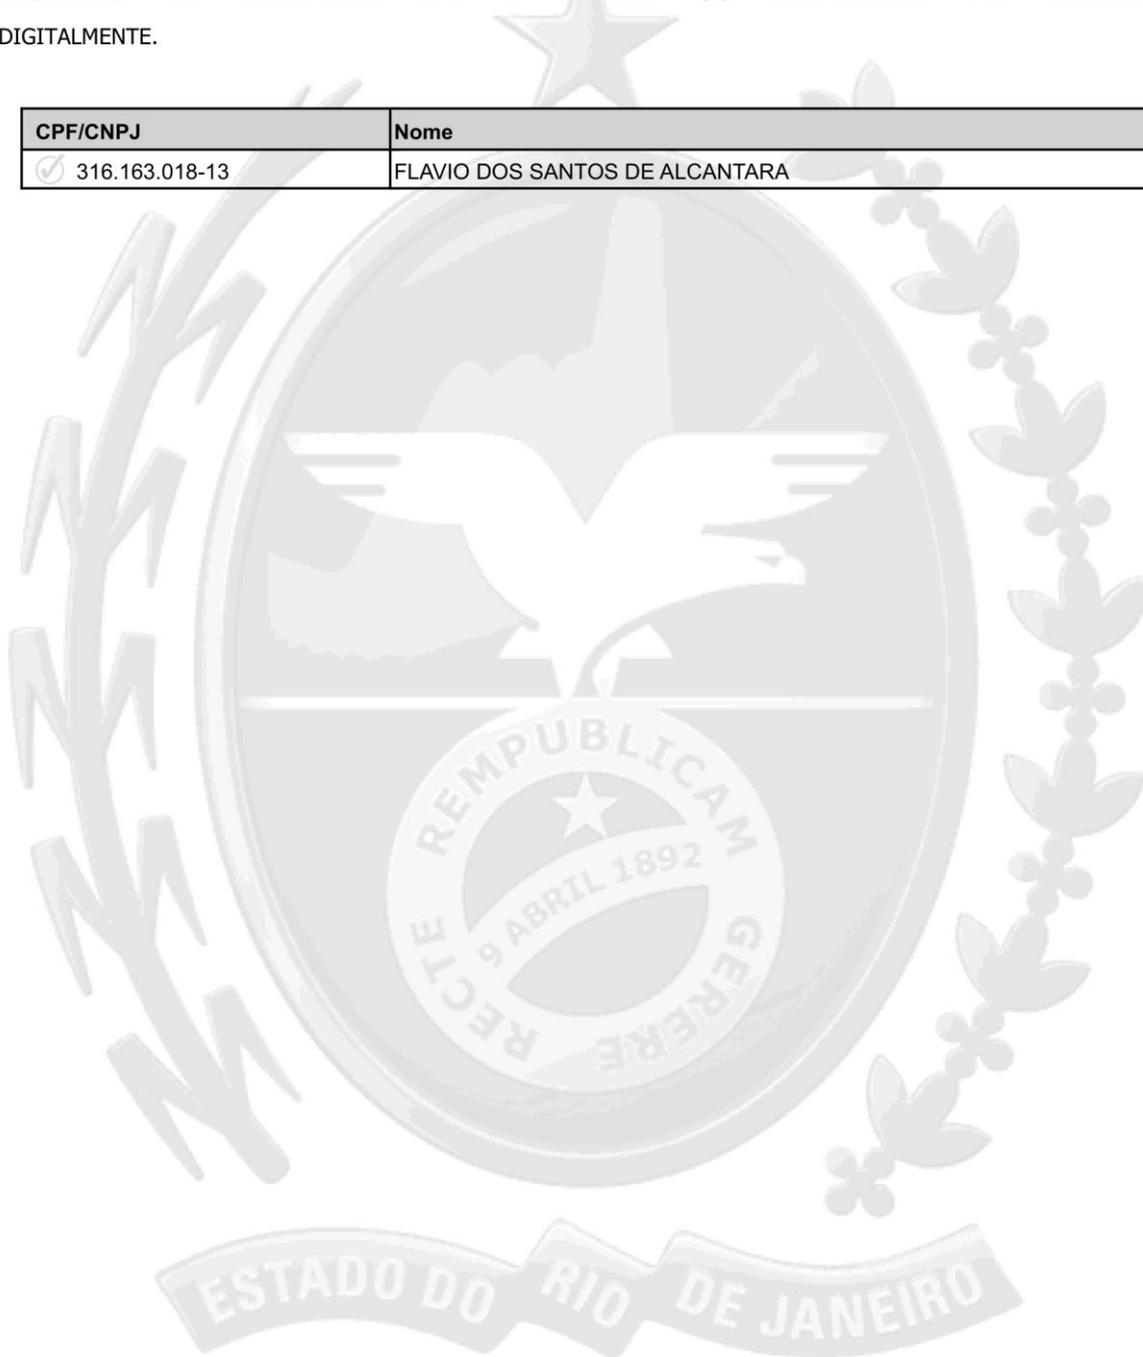 DIGITALMENTE.
CPF/CNPJ Nome
316.163.018-13 FLAVIO DOS SANTOS DE ALCANTARA
RECTE REMPUBLICAM GERERE
9 ABRIL 1892
ESTADO DO RIO DE JANEIRO